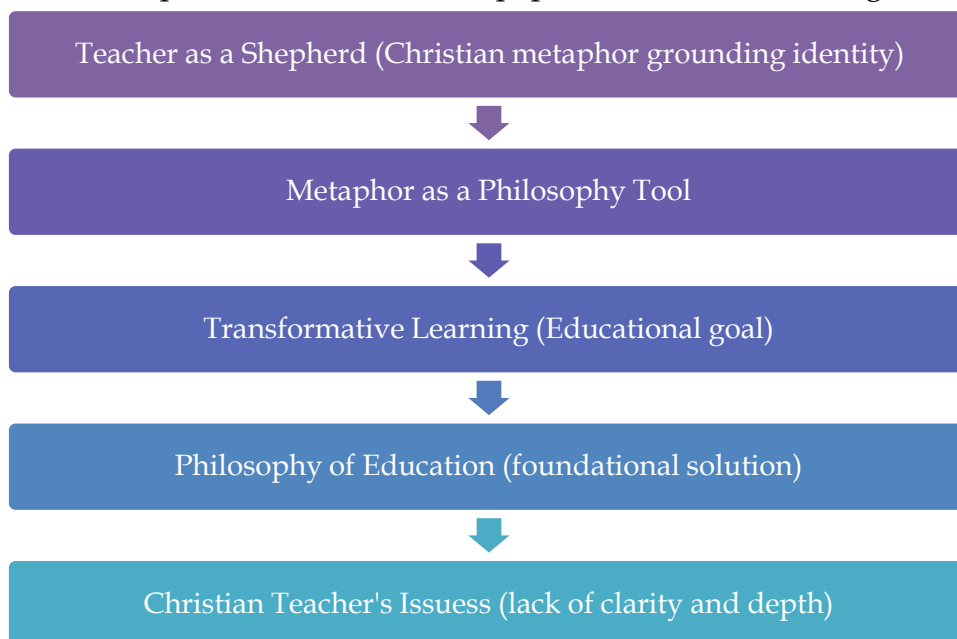 Teacher as a Shepherd (Christian metaphor grounding identity)
Metaphor as a Philosophy Tool
Transformative Learning (Educational goal)
Philosophy of Education (foundational solution)
Christian Teacher's Issuess (lack of clarity and depth)